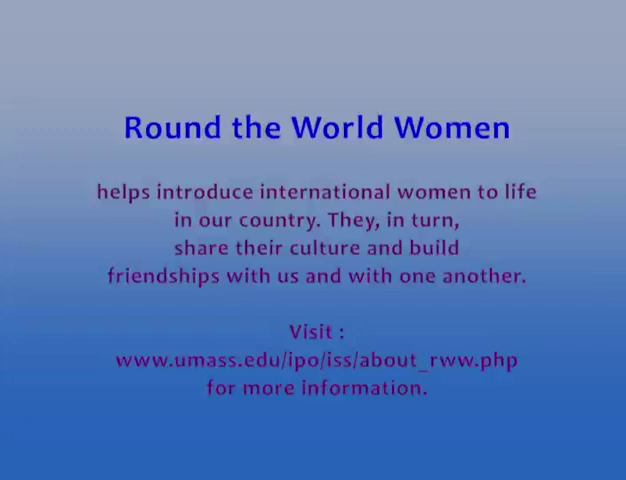 Round the World Women
helps introduce international women to life
in our country. They, in turn,
share their culture and build
friendships with us and with one another.
Visit :
www.umass.edu/ipo/iss/about_rww.php
for more information.